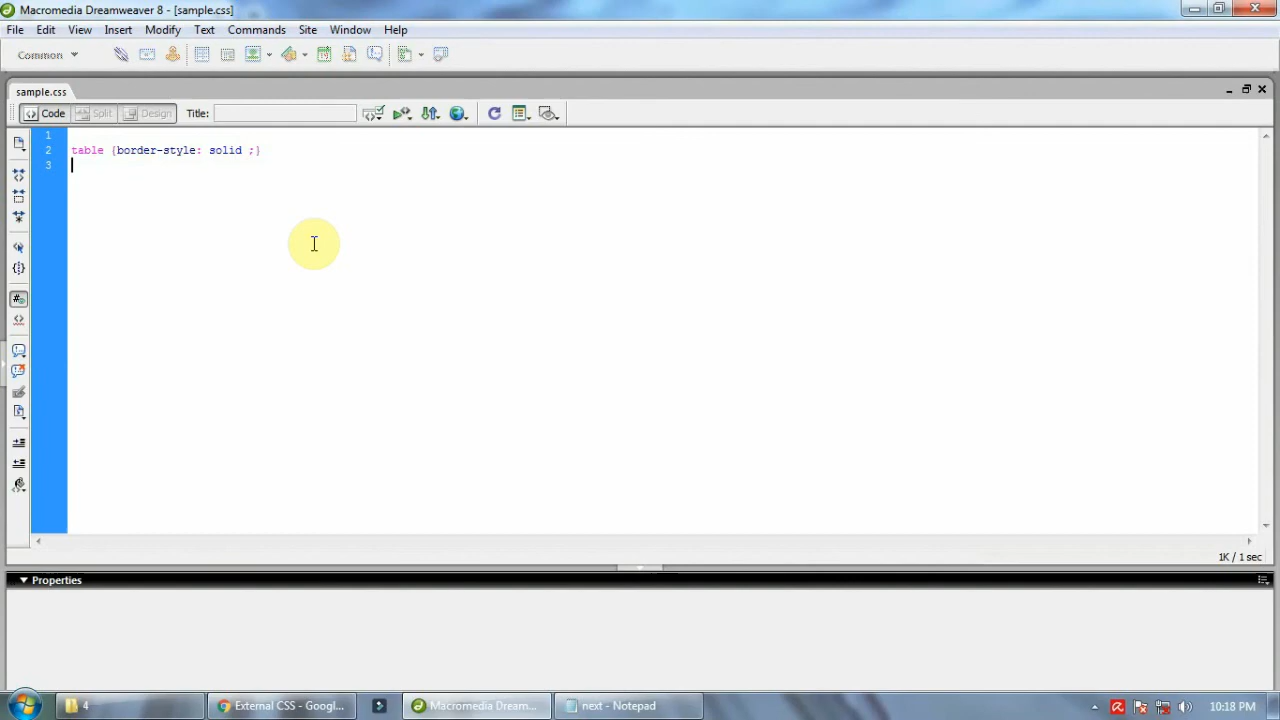 Macromedia Dreamweaver 8 - [sample.css]
File Edit View Insert Modify Text Commands Site Window Help
Common
sample.css
Code Split Design Title:
1
2 table {border-style: solid ;}
3
1K / 1 sec
Properties
4 External CSS - Googl... Macromedia Dream... next - Notepad 10:18 PM